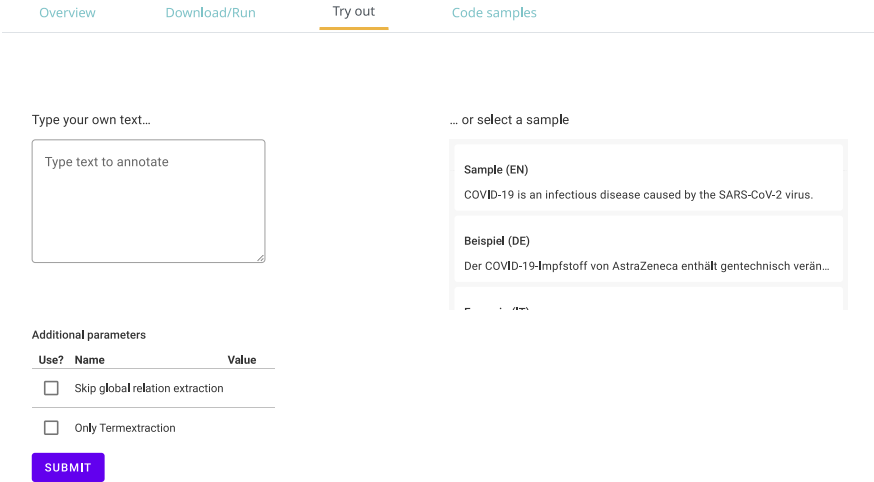 Overview Download/Run Try out Code samples
Type your own text...
Type text to annotate
... or select a sample
Sample (EN)
COVID-19 is an infectious disease caused by the SARS-CoV-2 virus.
Beispiel (DE)
Der COVID-19-Impfstoff von AstraZeneca enthält gentechnisch verän...
Additional parameters
Use? Name Value
Skip global relation extraction
Only Termextraction
SUBMIT